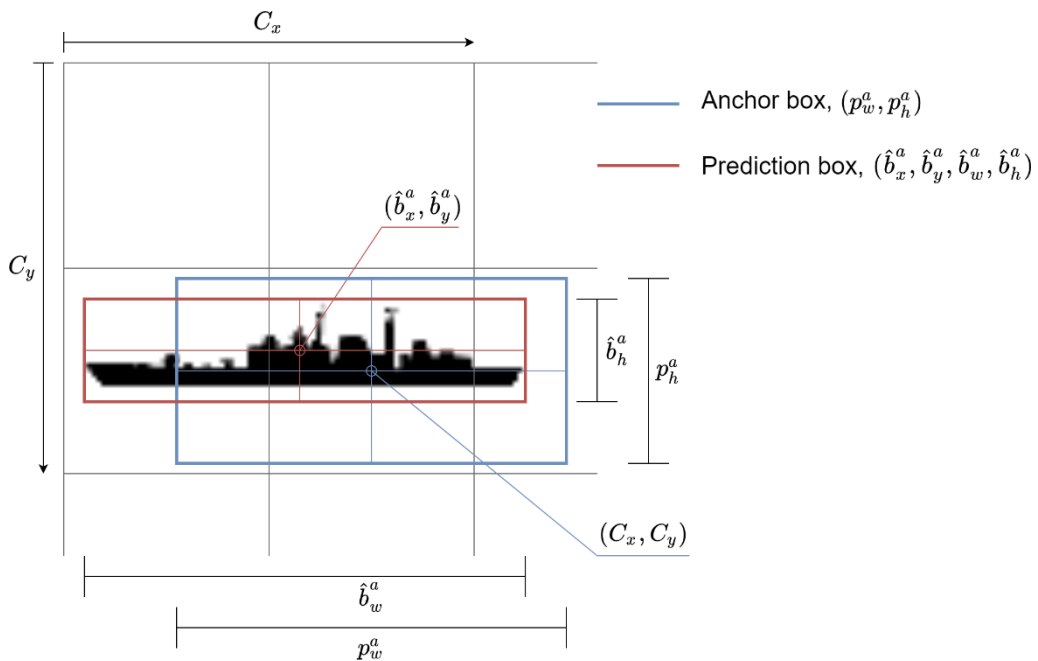 $C_x$
Anchor box, $(p_w^a, p_h^a)$
Prediction box, $(\hat{b}_x^a, \hat{b}_y^a, \hat{b}_w^a, \hat{b}_h^a)$
$(\hat{b}_x^a, \hat{b}_y^a)$
$C_y$
$\hat{b}_h^a$
$p_h^a$
$(C_x, C_y)$
$\hat{b}_w^a$
$p_w^a$